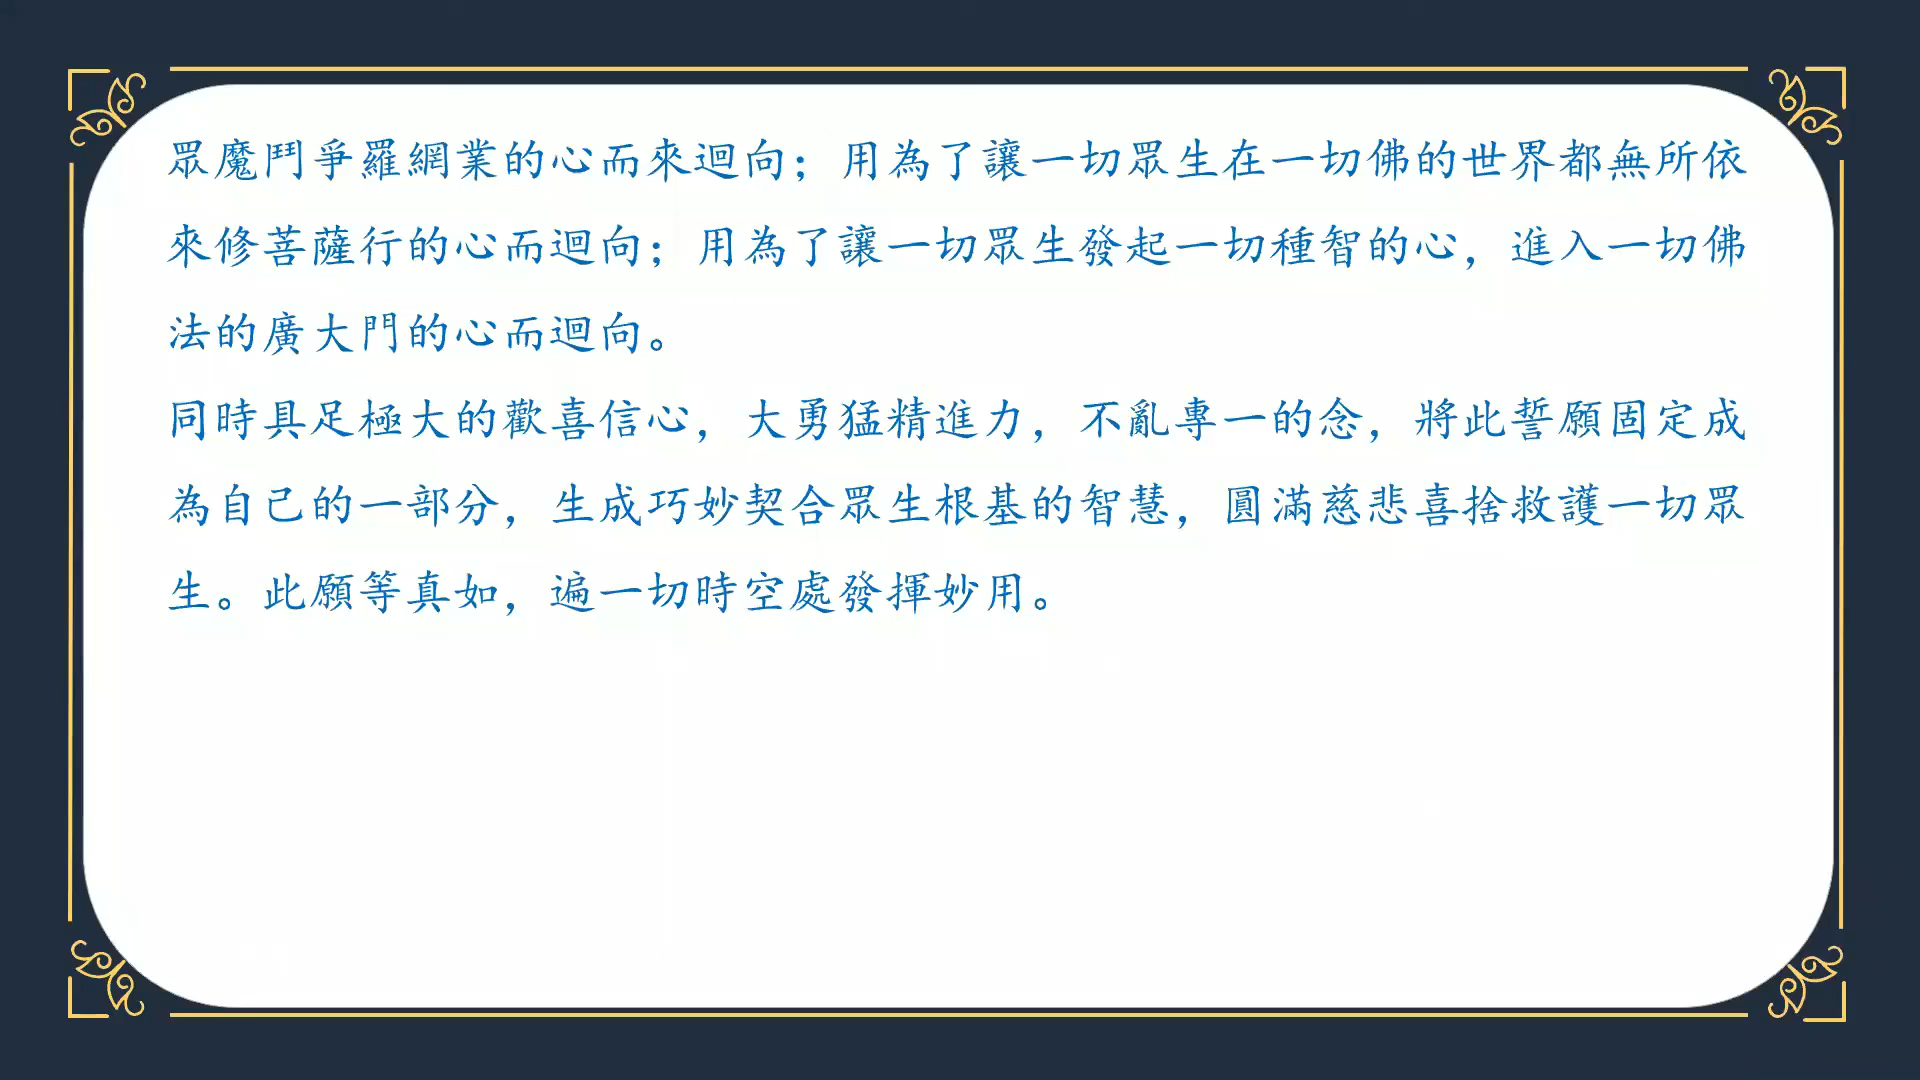 眾魔鬥爭羅網業的心而來迴向；用為了讓一切眾生在一切佛的世界都無所依
來修菩薩行的心而迴向；用為了讓一切眾生發起一切種智的心，進入一切佛
法的廣大門的心而迴向。
同時具足極大的歡喜信心，大勇猛精進力，不亂專一的念，將此誓願固定成
為自己的一部分，生成巧妙契合眾生根基的智慧，圓滿慈悲喜捨救護一切眾
生。此願等真如，遍一切時空處發揮妙用。